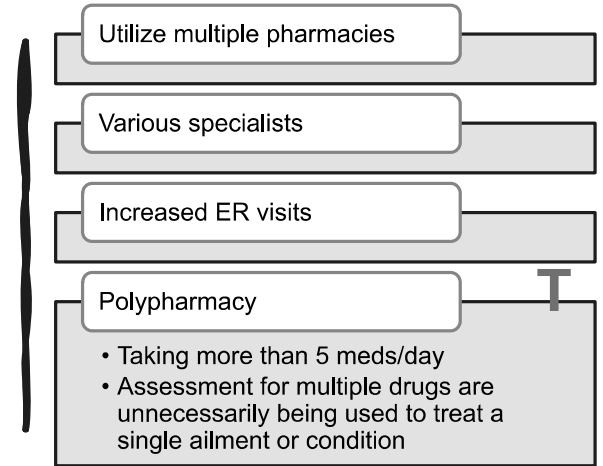 Utilize multiple pharmacies
Various specialists
Increased ER visits
T
Polypharmacy
• Taking more than 5 meds/day
• Assessment for multiple drugs are
unnecessarily being used to treat a
single ailment or condition